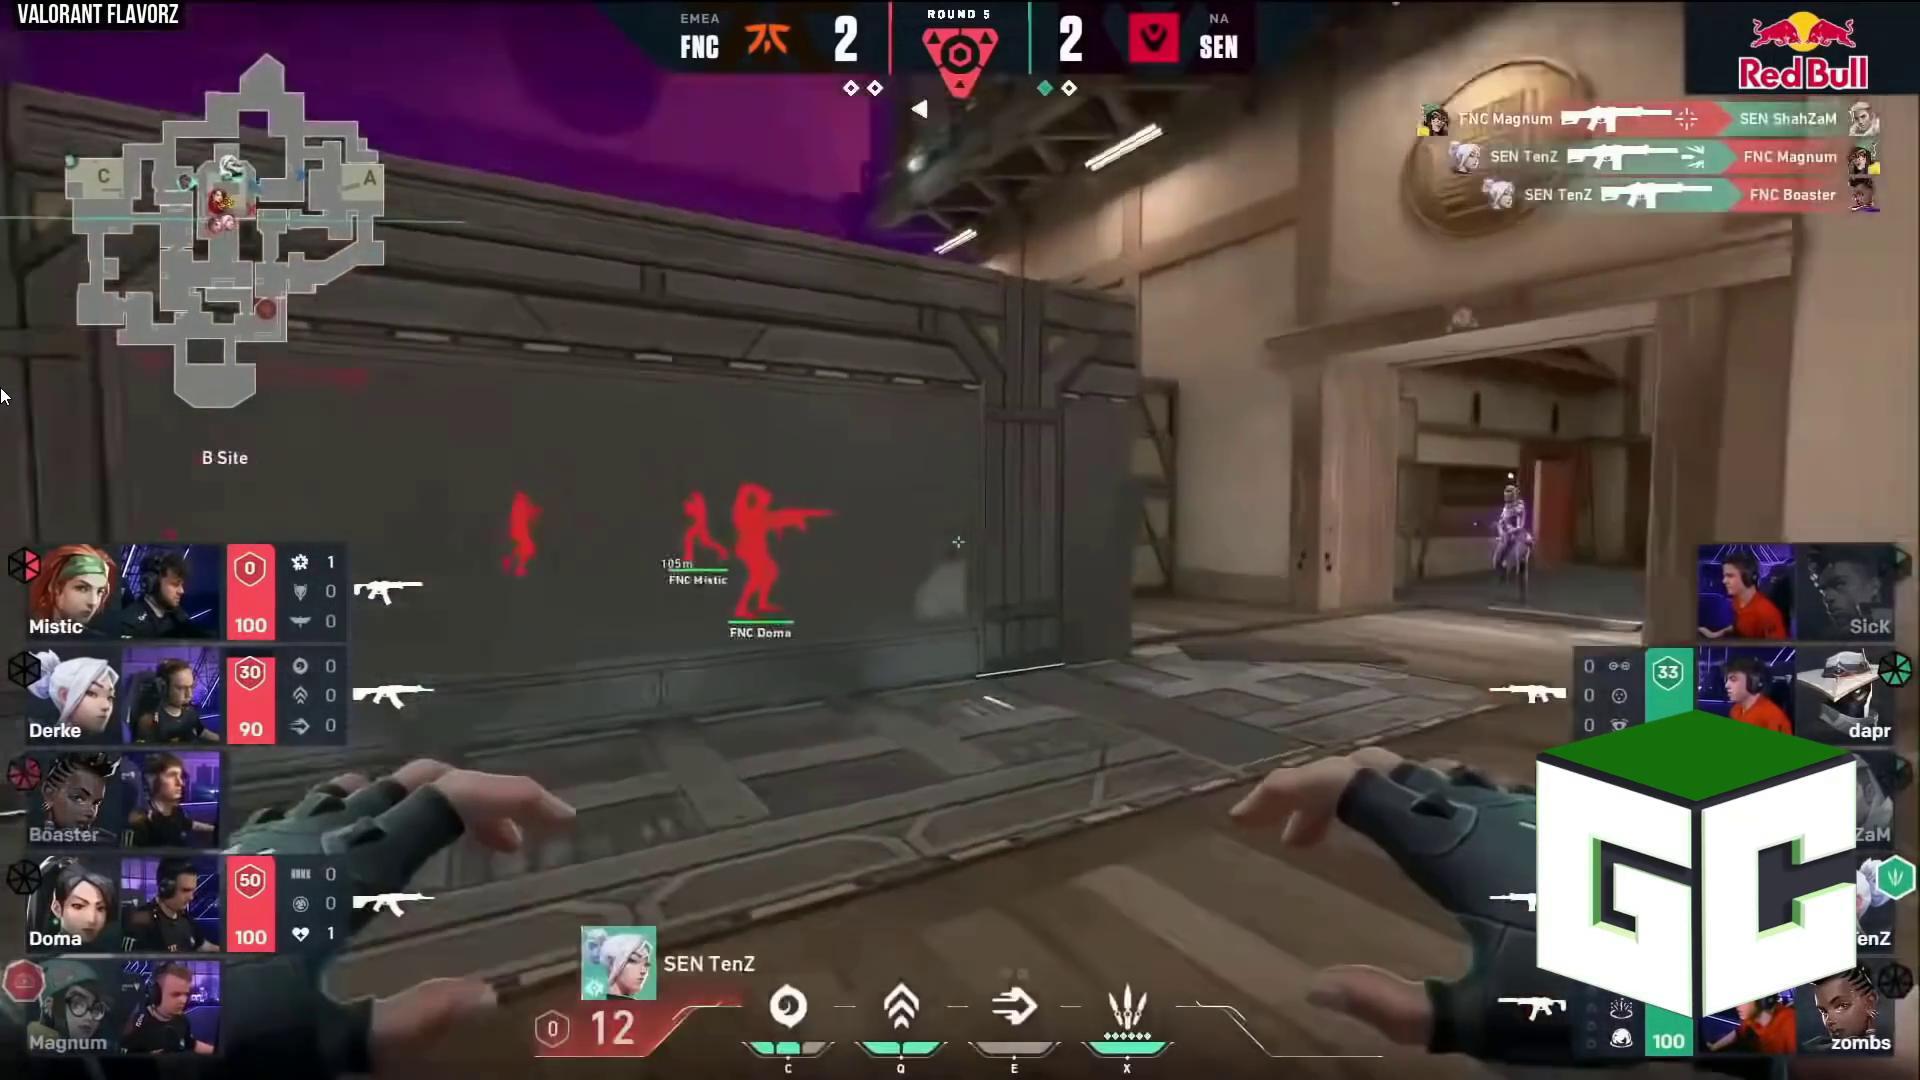 VALORANT FLAVORZ
EMEA
FNC
2
ROUND 5
2
NA
SEN
Red Bull
FNC Magnum
SEN ShahZaM
SEN TenZ
FNC Magnum
SEN TenZ
FNC Boaster
C
A
B Site
105m
FNC Mistic
FNC Doma
0
1
0
Mistic
100
0
30
0
0
Derke
90
0
Boaster
50
0
0
Doma
100
1
Magnum
SEN TenZ
0
12
C
Q
E
X
SicK
0
33
0
0
dapr
ZaM
GC
enZ
100
zombs